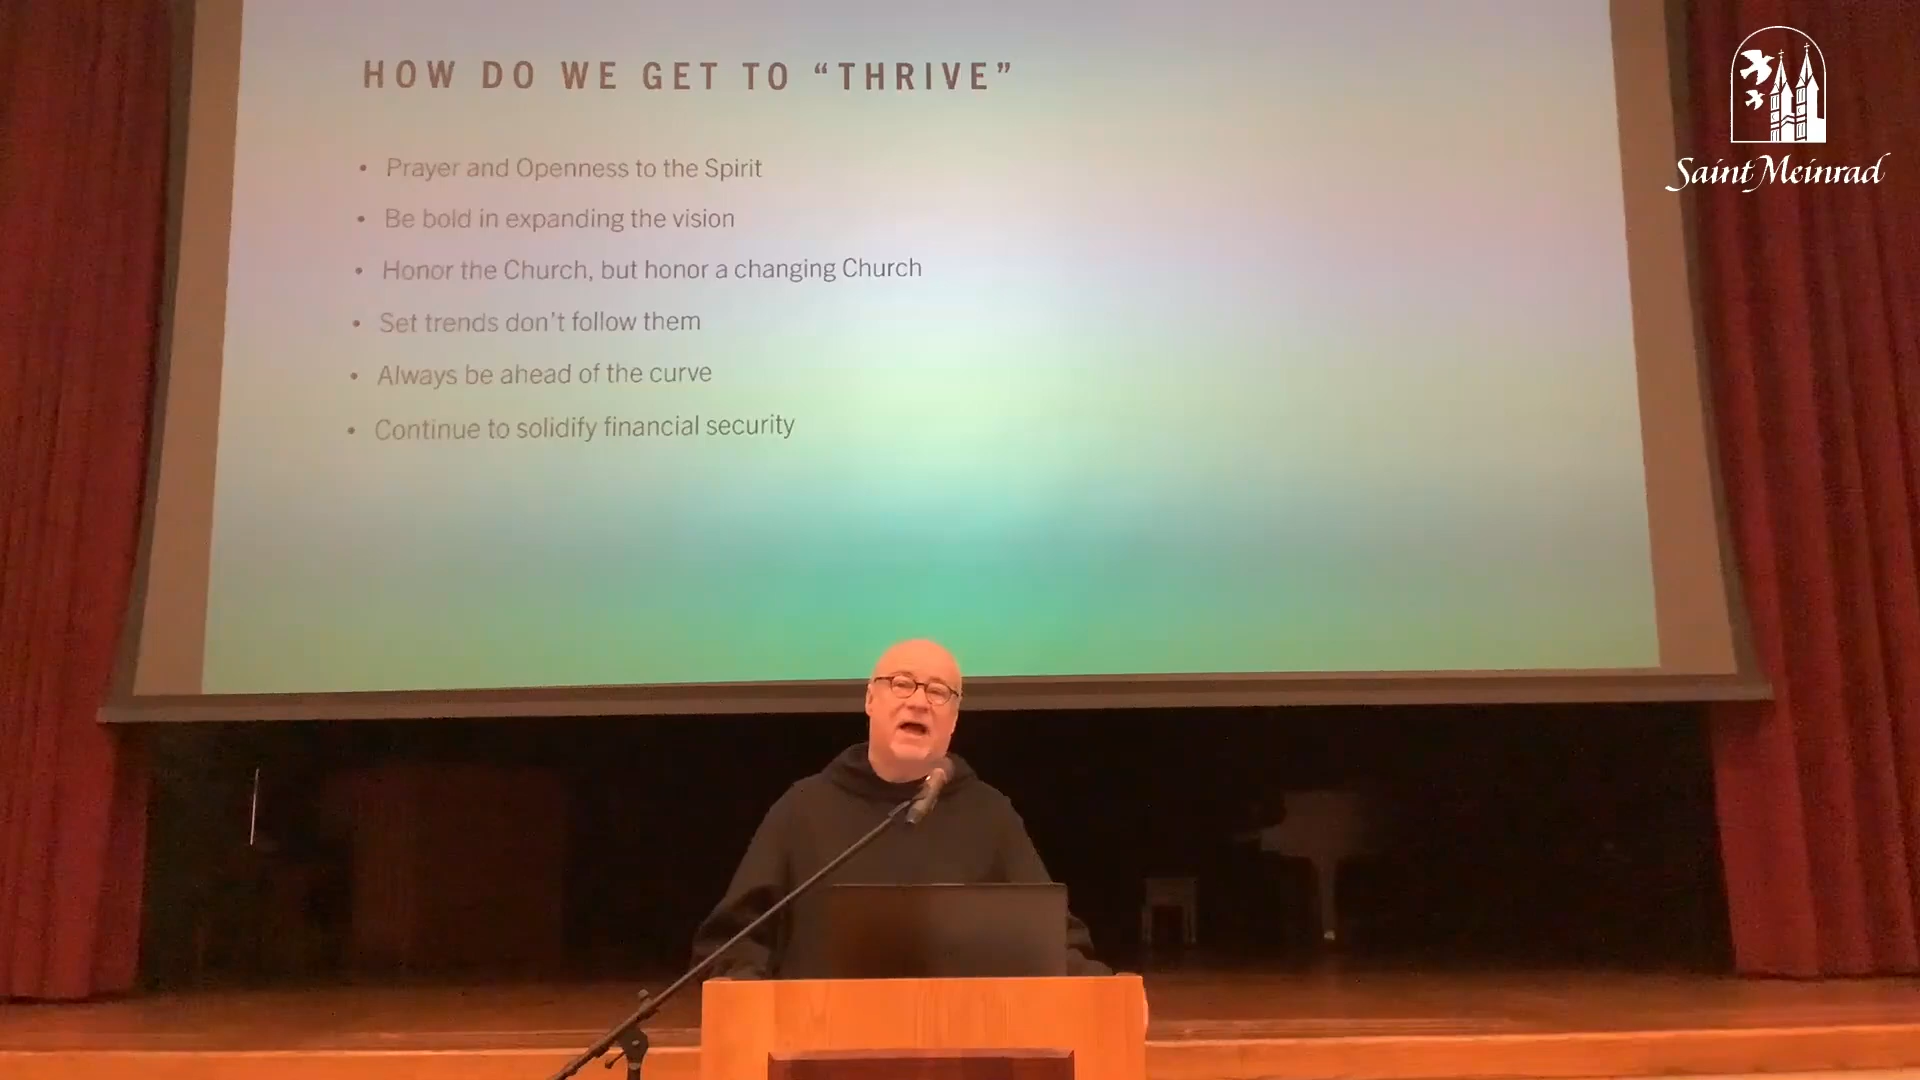 HOW DO WE GET TO “THRIVE”
• Prayer and Openness to the Spirit
• Be bold in expanding the vision
• Honor the Church, but honor a changing Church
• Set trends don’t follow them
• Always be ahead of the curve
• Continue to solidify financial security
Saint Meinrad